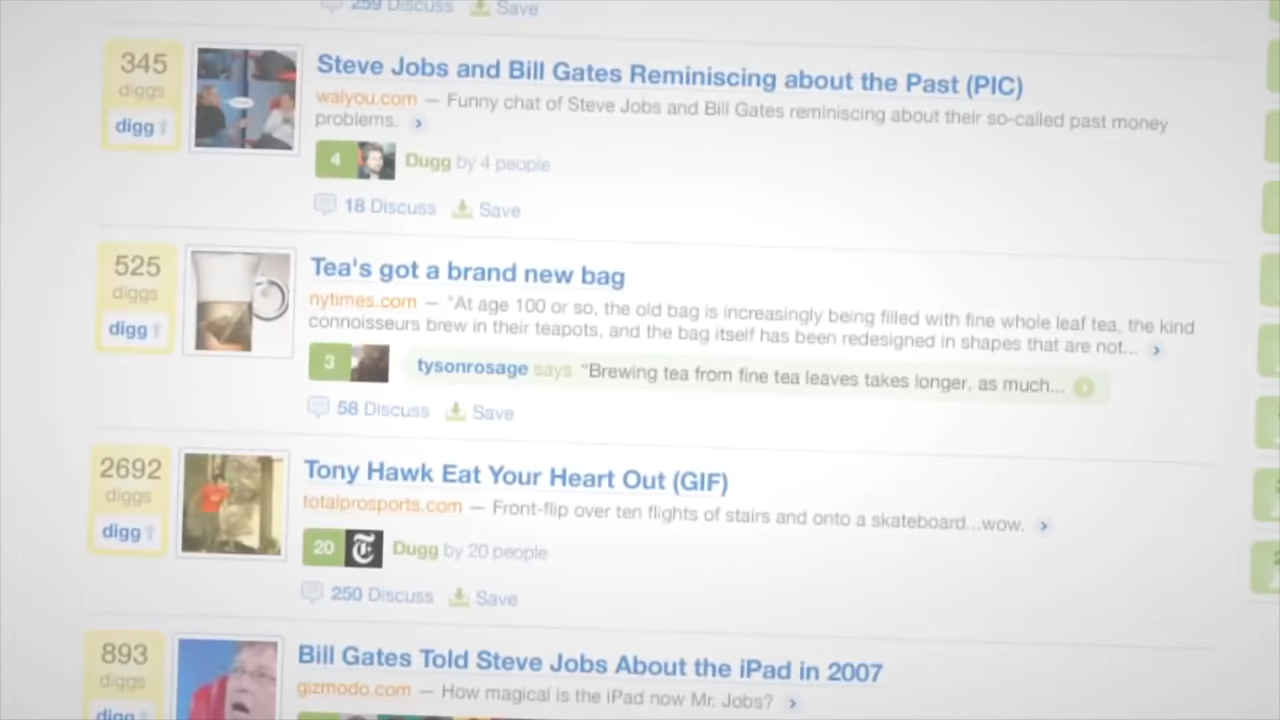 259 Discuss Save
345
diggs
digg
Steve Jobs and Bill Gates Reminiscing about the Past (PIC)
walyou.com — Funny chat of Steve Jobs and Bill Gates reminiscing about their so-called past money
problems.
4 Dugg by 4 people
18 Discuss Save
525
diggs
digg
Tea's got a brand new bag
nytimes.com — "At age 100 or so, the old bag is increasingly being filled with fine whole leaf tea, the kind
connoisseurs brew in their teapots, and the bag itself has been redesigned in shapes that are not...
3 tysonrosage says "Brewing tea from fine tea leaves takes longer, as much...
58 Discuss Save
2692
diggs
digg
Tony Hawk Eat Your Heart Out (GIF)
totalprosports.com — Front-flip over ten flights of stairs and onto a skateboard...wow.
20 T Dugg by 20 people
250 Discuss Save
893
diggs
digg
Bill Gates Told Steve Jobs About the iPad in 2007
gizmodo.com — How magical is the iPad now Mr. Jobs?